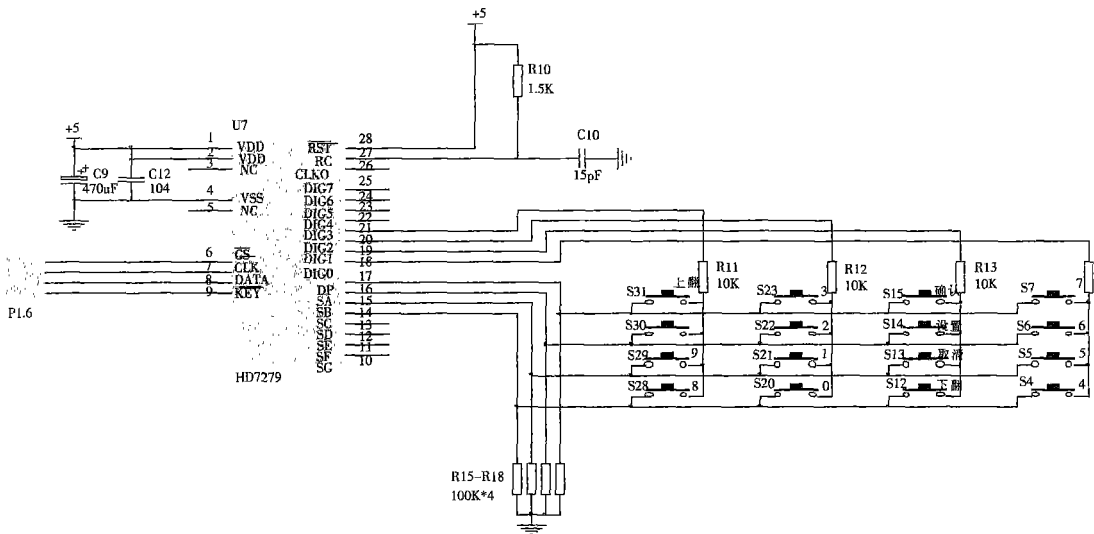 +5
R10
1.5K
U7
+5
C10
15pF
C9
470uF
C12
104
1 VDD
2 VDD
3 NC
4 VSS
5 NC
6 CS
7 CLK
8 DATA
9 KEY
28 RST
27 RC
26 CLKO
25 DIG7
24 DIG6
23 DIG5
22 DIG4
21 DIG3
20 DIG2
19 DIG1
18 DIG0
17 DP
16 SA
15 SB
14 SC
13 SD
12 SE
11 SF
10 SG
HD7279
P1.6
R11
10K
R12
10K
R13
10K
7
S31 上翻
S23 3
S15 确认
S7
S30
S22 2
S14 设置
S6 6
S29 9
S21 1
S13
S5 5
S28 8
S20 0
S12 下翻
S4 4
R15-R18
100K*4